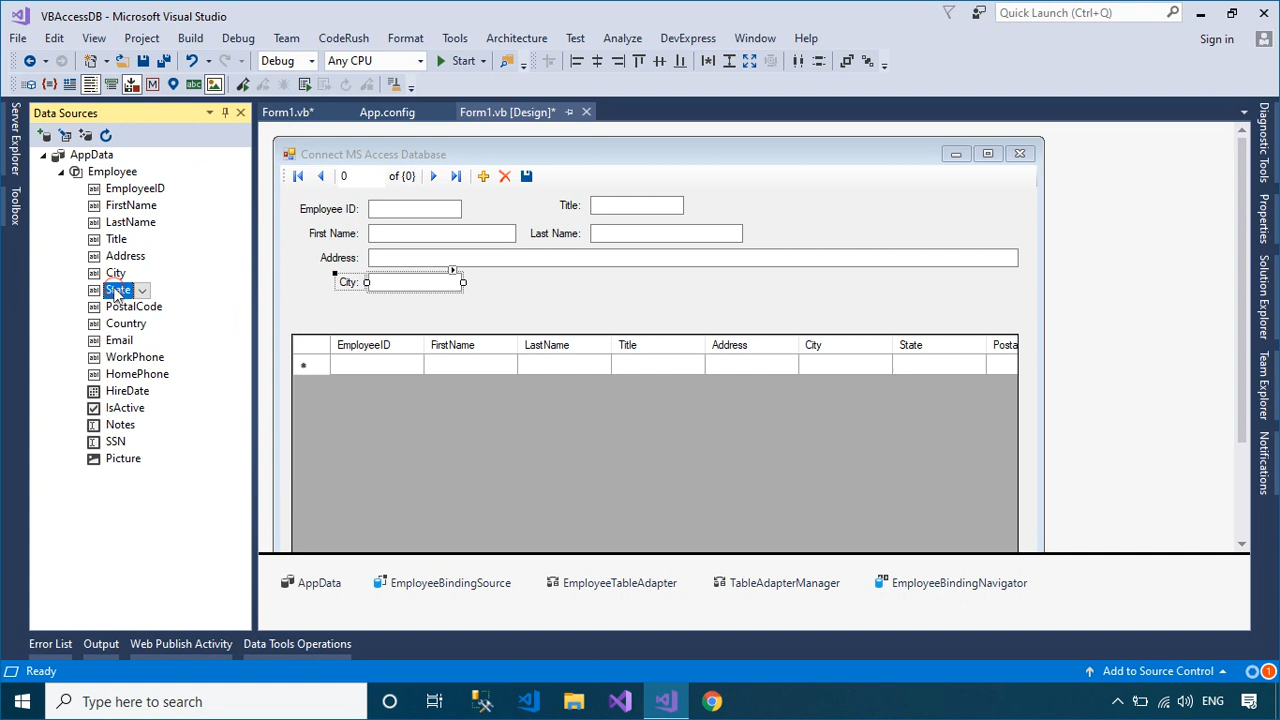 VBAccessDB - Microsoft Visual Studio
Quick Launch (Ctrl+Q)
File Edit View Project Build Debug Team CodeRush Format Tools Architecture Test Analyze DevExpress Window Help
Sign in
Debug Any CPU Start
abc
Data Sources
Form1.vb* App.config Form1.vb [Design]*
Server Explorer
Toolbox
AppData
Employee
EmployeeID
FirstName
LastName
Title
Address
City
State
PostalCode
Country
Email
WorkPhone
HomePhone
HireDate
IsActive
Notes
SSN
Picture
Connect MS Access Database
0 of {0}
Employee ID: Title:
First Name: Last Name:
Address:
City:
EmployeeID FirstName LastName Title Address City State Posta
AppData EmployeeBindingSource EmployeeTableAdapter TableAdapterManager EmployeeBindingNavigator
Diagnostic Tools
Properties
Solution Explorer
Team Explorer
Notifications
Error List Output Web Publish Activity Data Tools Operations
Ready
Add to Source Control
1
Type here to search
ENG